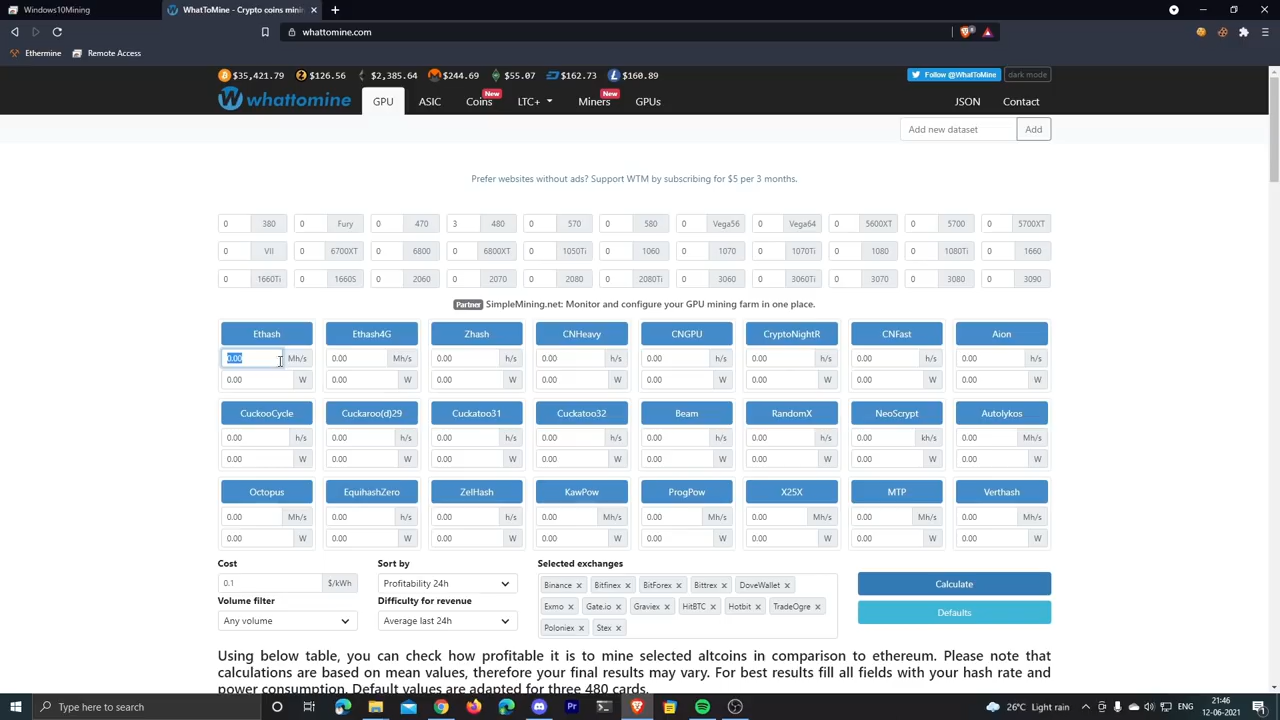 Windows10Mining
WhatToMine - Crypto coins mini
whattomine.com
Ethermine
Remote Access
$35,421.79 $126.56 $2,385.64 $244.69 $55.07 $162.73 $160.89
Follow @WhatToMine
dark mode
whattomine
GPU ASIC Coins New LTC+ Miners New GPUs JSON Contact
Add new dataset Add
Prefer websites without ads? Support WTM by subscribing for $5 per 3 months.
0 380 0 Fury 0 470 3 480 0 570 0 580 0 Vega56 0 Vega64 0 5600XT 0 5700 0 5700XT
0 VII 0 6700XT 0 6800 0 6800XT 0 1050Ti 0 1060 0 1070 0 1070Ti 0 1080 0 1080Ti 0 1660
0 1660Ti 0 1660S 0 2060 0 2070 0 2080 0 2080Ti 0 3060 0 3060Ti 0 3070 0 3080 0 3090
Partner SimpleMining.net: Monitor and configure your GPU mining farm in one place.
Ethash Ethash4G Zhash CNHeavy CNGPU CryptoNightR CNFast Aion
0.00 Mh/s 0.00 Mh/s 0.00 h/s 0.00 h/s 0.00 h/s 0.00 h/s 0.00 h/s 0.00 h/s
0.00 W 0.00 W 0.00 W 0.00 W 0.00 W 0.00 W 0.00 W 0.00 W
CuckooCycle Cuckaroo(d)29 Cuckatoo31 Cuckatoo32 Beam RandomX NeoScrypt Autolykos
0.00 h/s 0.00 h/s 0.00 h/s 0.00 h/s 0.00 h/s 0.00 h/s 0.00 kh/s 0.00 Mh/s
0.00 W 0.00 W 0.00 W 0.00 W 0.00 W 0.00 W 0.00 W 0.00 W
Octopus EquihashZero ZelHash KawPow ProgPow X25X MTP Verthash
0.00 Mh/s 0.00 h/s 0.00 h/s 0.00 Mh/s 0.00 Mh/s 0.00 Mh/s 0.00 Mh/s 0.00 Mh/s
0.00 W 0.00 W 0.00 W 0.00 W 0.00 W 0.00 W 0.00 W 0.00 W
Cost Sort by Selected exchanges
0.1 $/kWh Profitability 24h Binance Bitfinex BitForex Bittrex DoveWallet Calculate
Volume filter Difficulty for revenue Exmo Gate.io Graviex HitBTC Hotbit TradeOgre Defaults
Any volume Average last 24h Poloniex Stex
Using below table, you can check how profitable it is to mine selected altcoins in comparison to ethereum. Please note that
calculations are based on mean values, therefore your final results may vary. For best results fill all fields with your hash rate and
power consumption. Default values are adapted for three 480 cards.
Type here to search
26°C Light rain
ENG
21:46
12-06-2021